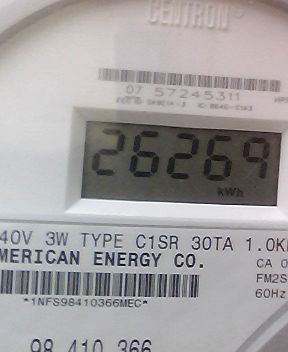 CENTRON
07 57245311
26269
kWh
40V 3W TYPE C1SR 30TA 1.0K
MERICAN ENERGY CO.
CA 0
FM2S
*1NFS98410366MEC*
60Hz
98 410 366